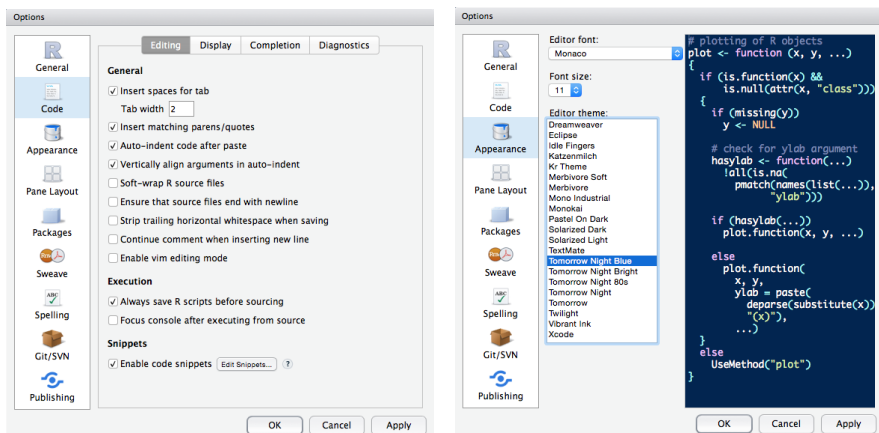 Options
General
Code
Appearance
Pane Layout
Packages
Sweave
Spelling
Git/SVN
Publishing
Editing Display Completion Diagnostics
General
Insert spaces for tab
Tab width 2
Insert matching parens/quotes
Auto-indent code after paste
Vertically align arguments in auto-indent
Soft-wrap R source files
Ensure that source files end with newline
Strip trailing horizontal whitespace when saving
Continue comment when inserting new line
Enable vim editing mode
Execution
Always save R scripts before sourcing
Focus console after executing from source
Snippets
Enable code snippets Edit Snippets... ?
OK Cancel Apply
Options
General
Code
Appearance
Pane Layout
Packages
Sweave
Spelling
Git/SVN
Publishing
Editor font:
Monaco
Font size:
11
Editor theme:
Dreamweaver
Eclipse
Idle Fingers
Katzenmilch
Kr Theme
Merbivore Soft
Merbivore
Mono Industrial
Monokai
Pastel On Dark
Solarized Dark
Solarized Light
TextMate
Tomorrow Night Blue
Tomorrow Night Bright
Tomorrow Night 80s
Tomorrow Night
Tomorrow
Twilight
Vibrant Ink
Xcode
# plotting of R objects
plot <- function (x, y, ...)
{
if (is.function(x) &&
is.null(attr(x, "class")))
{
if (missing(y))
y <- NULL
# check for ylab argument
hasylab <- function(...)
!all(is.na(
pmatch(names(list(...)),
"ylab")))
if (hasylab(...))
plot.function(x, y, ...)
else
plot.function(
x, y,
ylab = paste(
deparse(substitute(x))
"(x)"),
...)
}
else
UseMethod("plot")
}
OK Cancel Apply